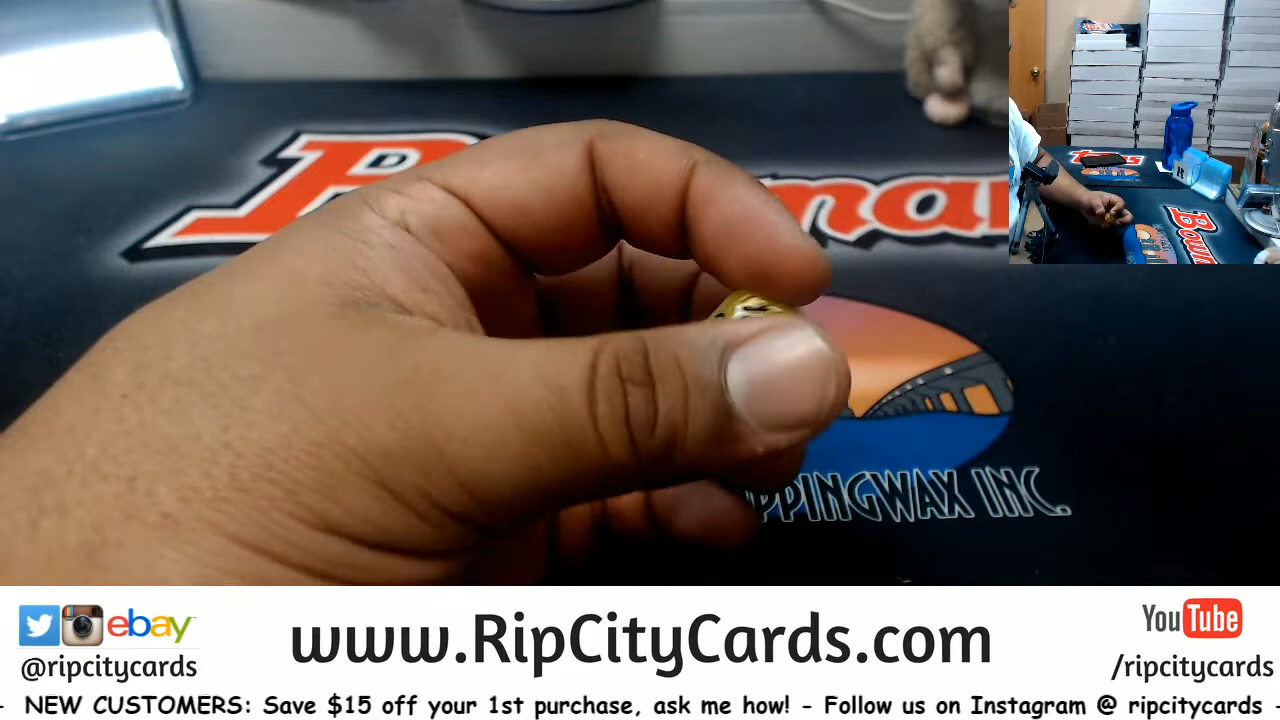 ebay
@ripcitycards
www.RipCityCards.com
YouTube
/ripcitycards
NEW CUSTOMERS: Save $15 off your 1st purchase, ask me how! - Follow us on Instagram @ ripcitycards -
INC.